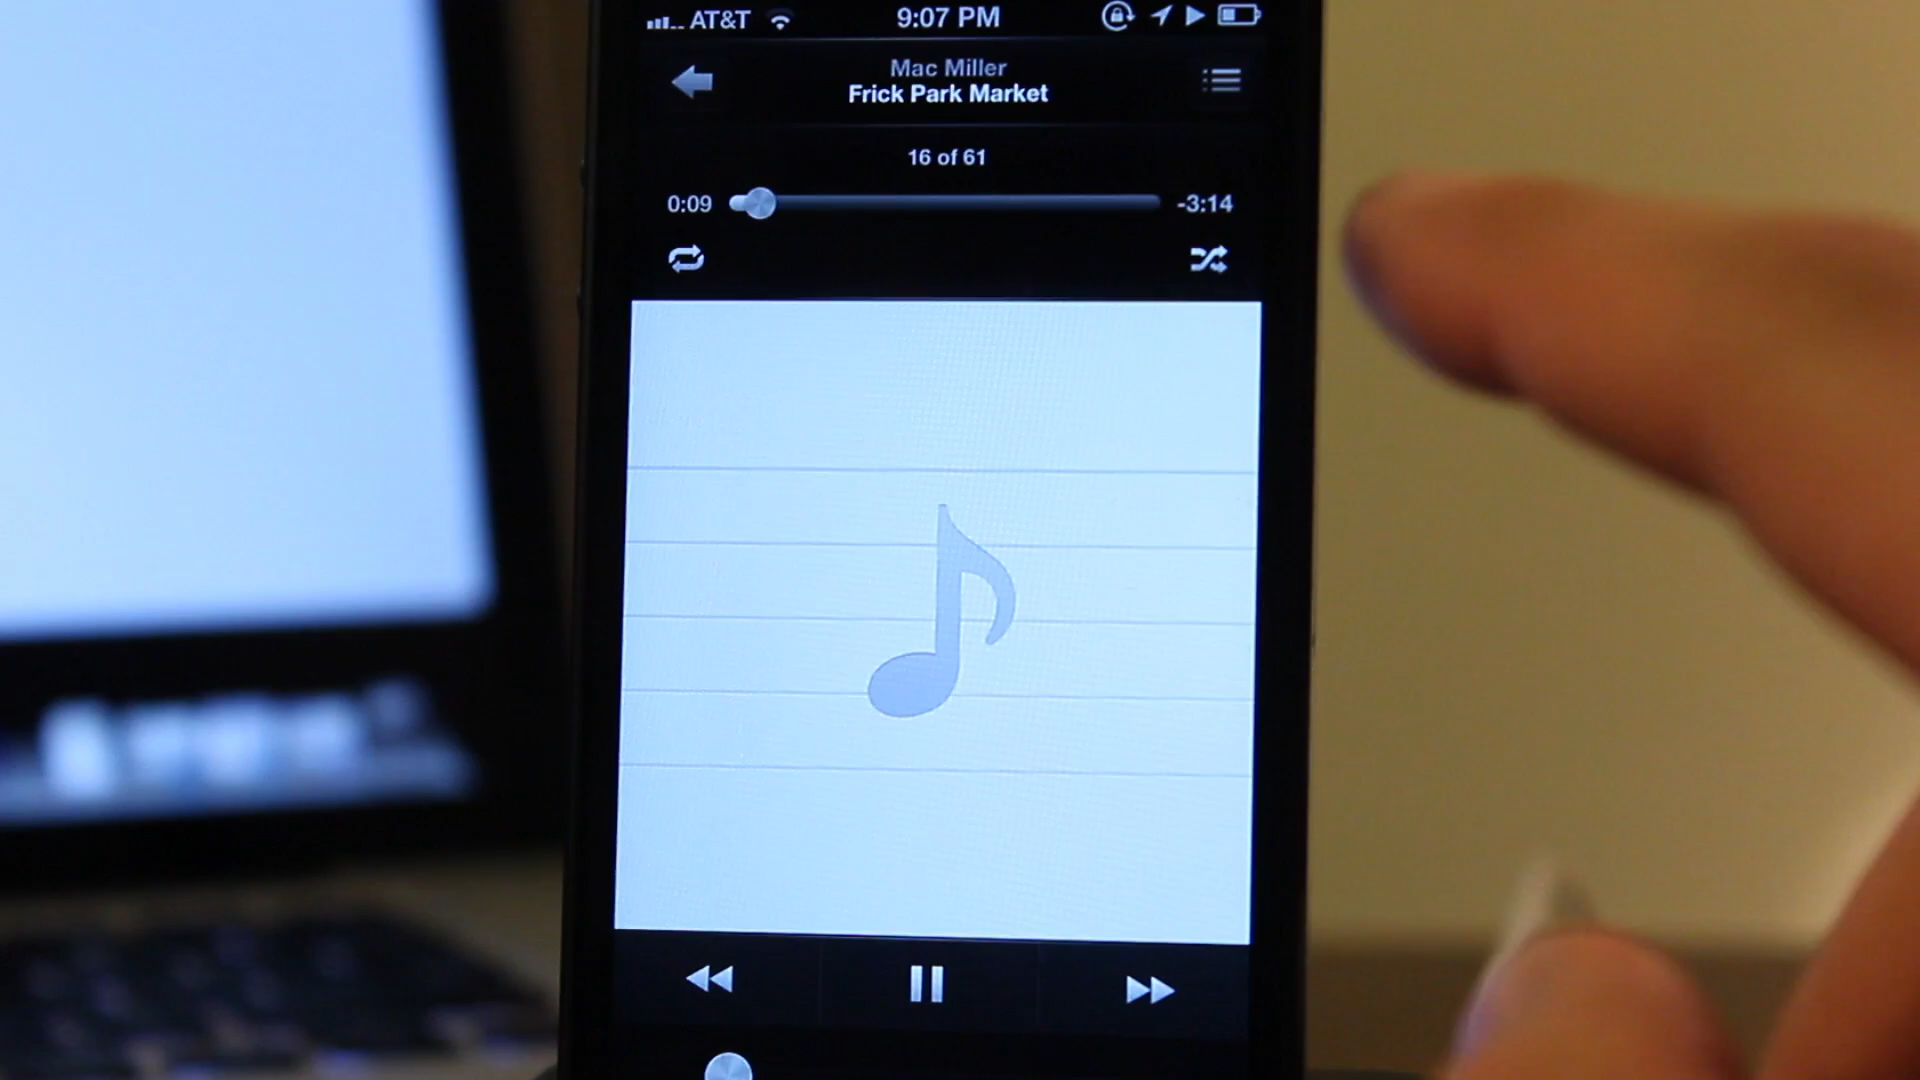 AT&T 9:07 PM
Mac Miller
Frick Park Market
16 of 61
0:09 -3:14